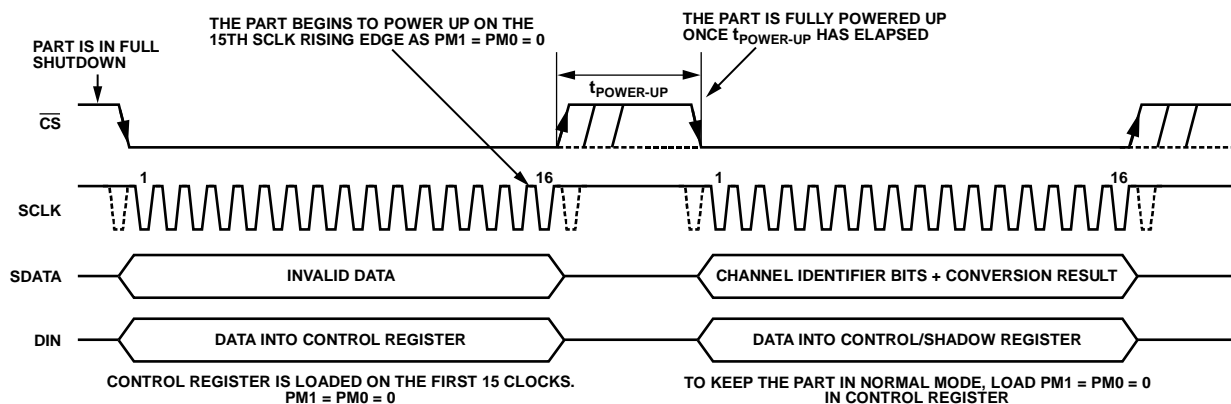 THE PART BEGINS TO POWER UP ON THE
15TH SCLK RISING EDGE AS PM1 = PM0 = 0
THE PART IS FULLY POWERED UP
ONCE tPOWER-UP HAS ELAPSED
PART IS IN FULL
SHUTDOWN
tPOWER-UP
CS
1
16
1
16
SCLK
SDATA
INVALID DATA
CHANNEL IDENTIFIER BITS + CONVERSION RESULT
DIN
DATA INTO CONTROL REGISTER
DATA INTO CONTROL/SHADOW REGISTER
CONTROL REGISTER IS LOADED ON THE FIRST 15 CLOCKS.
PM1 = PM0 = 0
TO KEEP THE PART IN NORMAL MODE, LOAD PM1 = PM0 = 0
IN CONTROL REGISTER